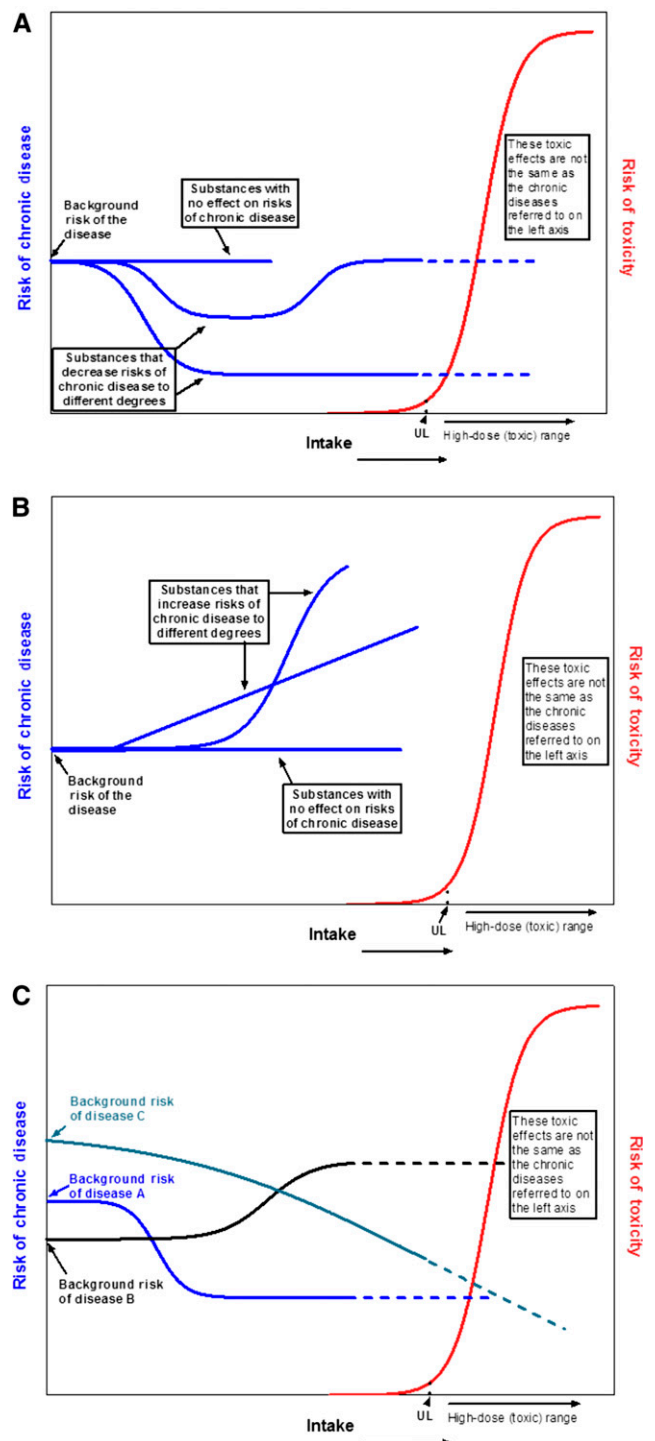 A
Risk of chronic disease
Background
risk of the
disease
Substances with
no effect on risks
of chronic disease
Substances that
decrease risks of
chronic disease to
different degrees
These toxic
effects are not
the same as
the chronic
diseases
referred to on
the left axis
Risk of toxicity
UL
High-dose (toxic) range
Intake
B
Risk of chronic disease
Substances that
increase risks of
chronic disease to
different degrees
Background
risk of the
disease
Substances with
no effect on risks
of chronic disease
These toxic
effects are not
the same as
the chronic
diseases
referred to on
the left axis
Risk of toxicity
UL
High-dose (toxic) range
Intake
C
Risk of chronic disease
Background risk
of disease C
Background risk
of disease A
Background risk
of disease B
These toxic
effects are not
the same as
the chronic
diseases
referred to on
the left axis
Risk of toxicity
UL
High-dose (toxic) range
Intake